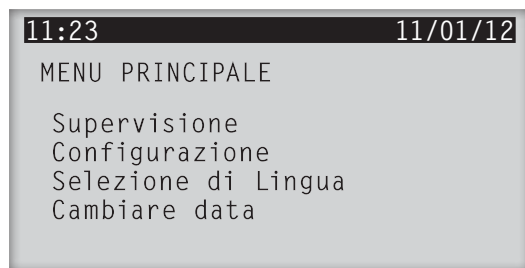 11:23 11/01/12
MENU PRINCIPALE
Supervisione
Configurazione
Selezione di Lingua
Cambiare data